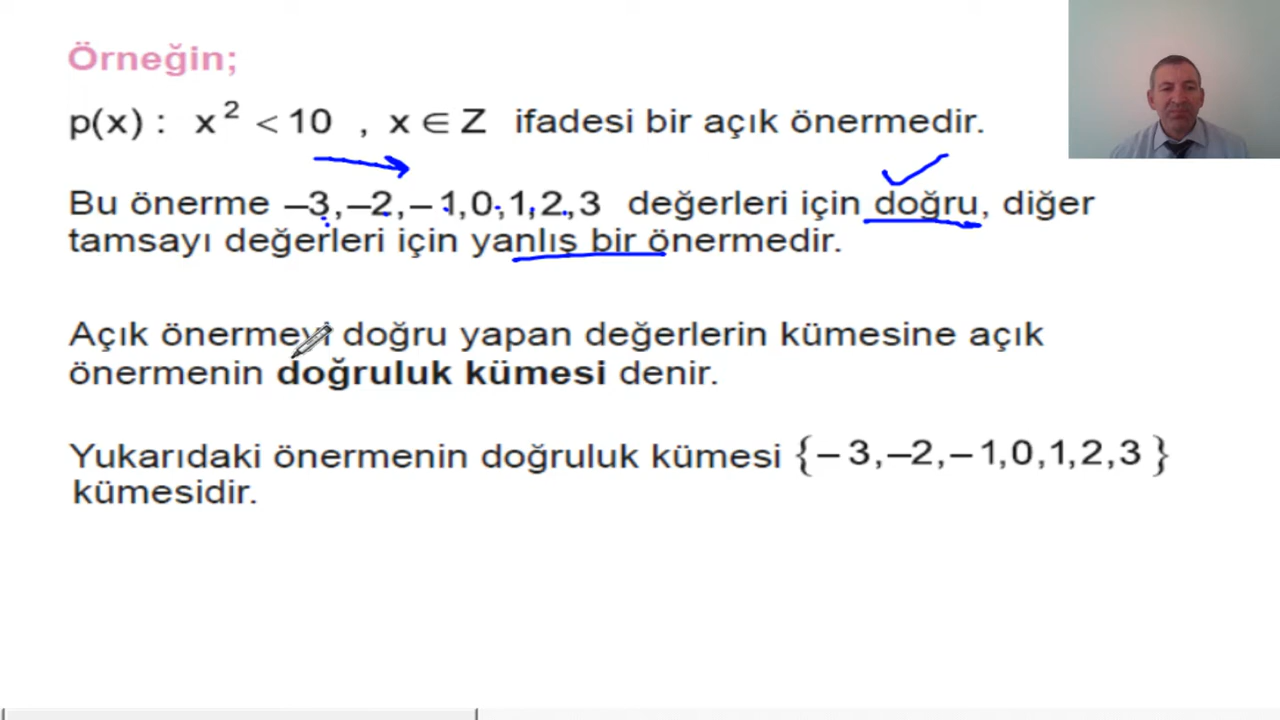 Örneğin;
p(x) : x² < 10 , x ∈ Z ifadesi bir açık önermedir.
Bu önerme –3,–2,–1,0,1,2,3 değerleri için doğru, diğer
tamsayı değerleri için yanlış bir önermedir.
Açık önermeyi doğru yapan değerlerin kümesine açık
önermenin doğruluk kümesi denir.
Yukarıdaki önermenin doğruluk kümesi {–3,–2,–1,0,1,2,3 }
kümesidir.